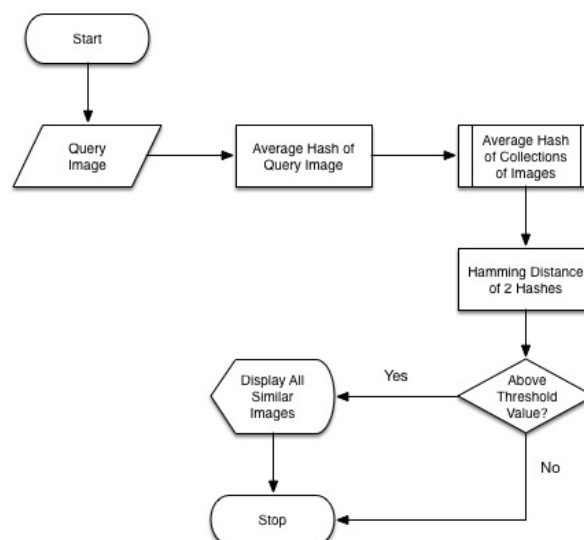 Start
Query
Image
Average Hash of
Query Image
Average Hash
of Collections
of Images
Hamming Distance
of 2 Hashes
Above
Threshold
Value?
Yes
No
Display All
Similar
Images
Stop